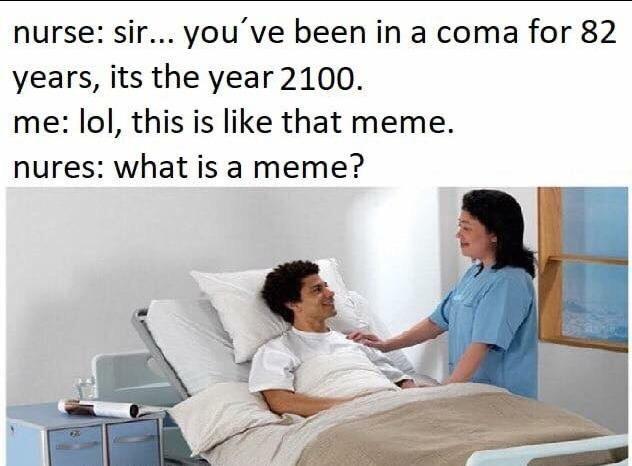 nurse: sir... you´ve been in a coma for 82
years, its the year 2100.
me: lol, this is like that meme.
nures: what is a meme?